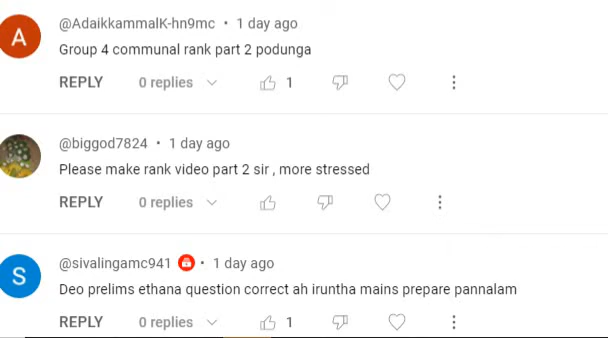 A
@AdaikkammalK-hn9mc • 1 day ago
Group 4 communal rank part 2 podunga
REPLY 0 replies 1
@biggod7824 • 1 day ago
Please make rank video part 2 sir , more stressed
REPLY 0 replies
S
@sivalingamc941 • 1 day ago
Deo prelims ethana question correct ah iruntha mains prepare pannalam
REPLY 0 replies 1